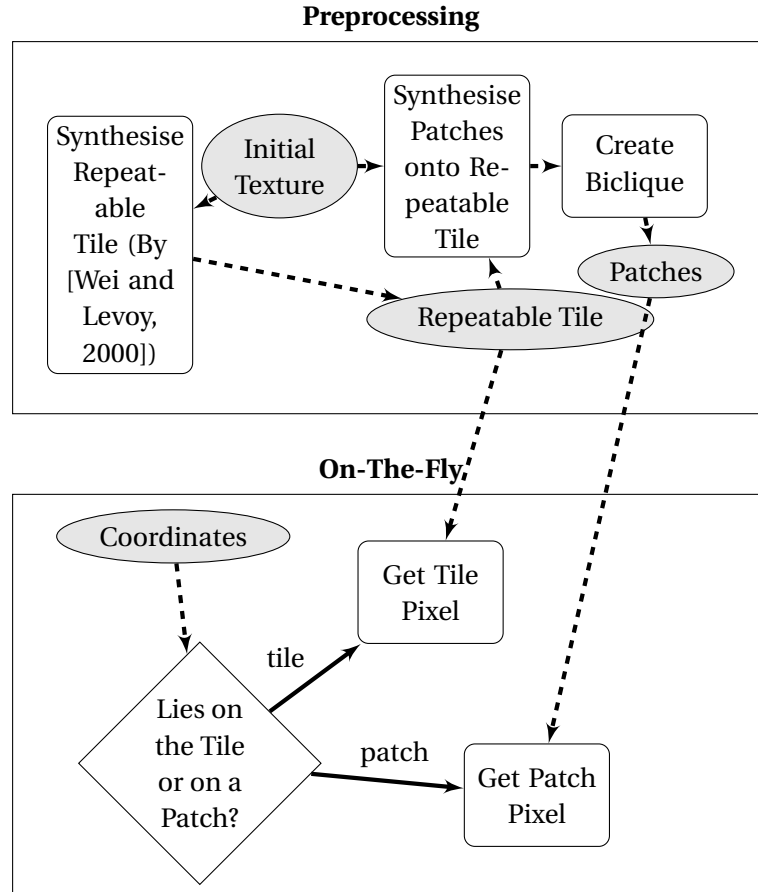 Preprocessing
Synthesise
Repeat-
able
Tile (By
[Wei and
Levoy,
2000])
Initial
Texture
Synthesise
Patches
onto Re-
peatable
Tile
Create
Biclique
Patches
Repeatable Tile
On-The-Fly
Coordinates
Get Tile
Pixel
tile
Lies on
the Tile
or on a
Patch?
patch
Get Patch
Pixel